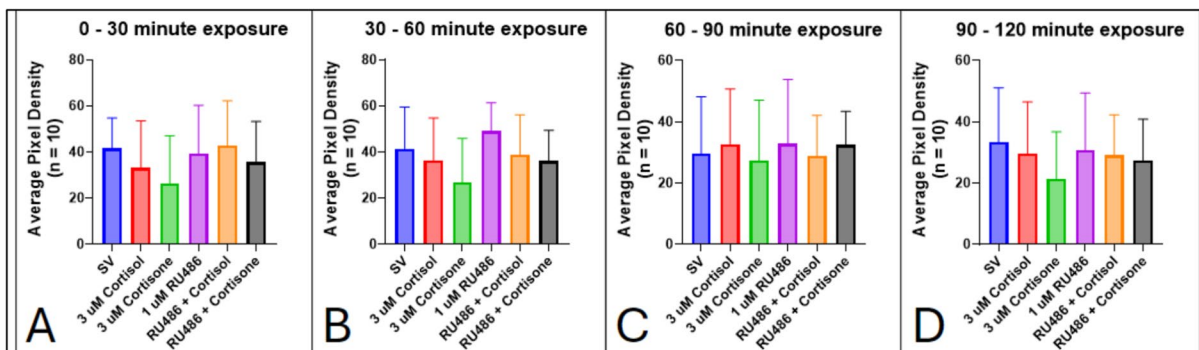 0 - 30 minute exposure
Average Pixel Density
(n = 10)
80
60
40
20
0
SV
3 uM Cortisol
3 uM Cortisone
1 uM RU486
RU486 + Cortisol
RU486 + Cortisone
A
30 - 60 minute exposure
Average Pixel Density
(n = 10)
80
60
40
20
0
SV
3 uM Cortisol
3 uM Cortisone
1 uM RU486
RU486 + Cortisol
RU486 + Cortisone
B
60 - 90 minute exposure
Average Pixel Density
(n = 10)
60
40
20
0
SV
3 uM Cortisol
3 uM Cortisone
1 uM RU486
RU486 + Cortisol
RU486 + Cortisone
C
90 - 120 minute exposure
Average Pixel Density
(n = 10)
60
40
20
0
SV
3 uM Cortisol
3 uM Cortisone
1 uM RU486
RU486 + Cortisol
RU486 + Cortisone
D